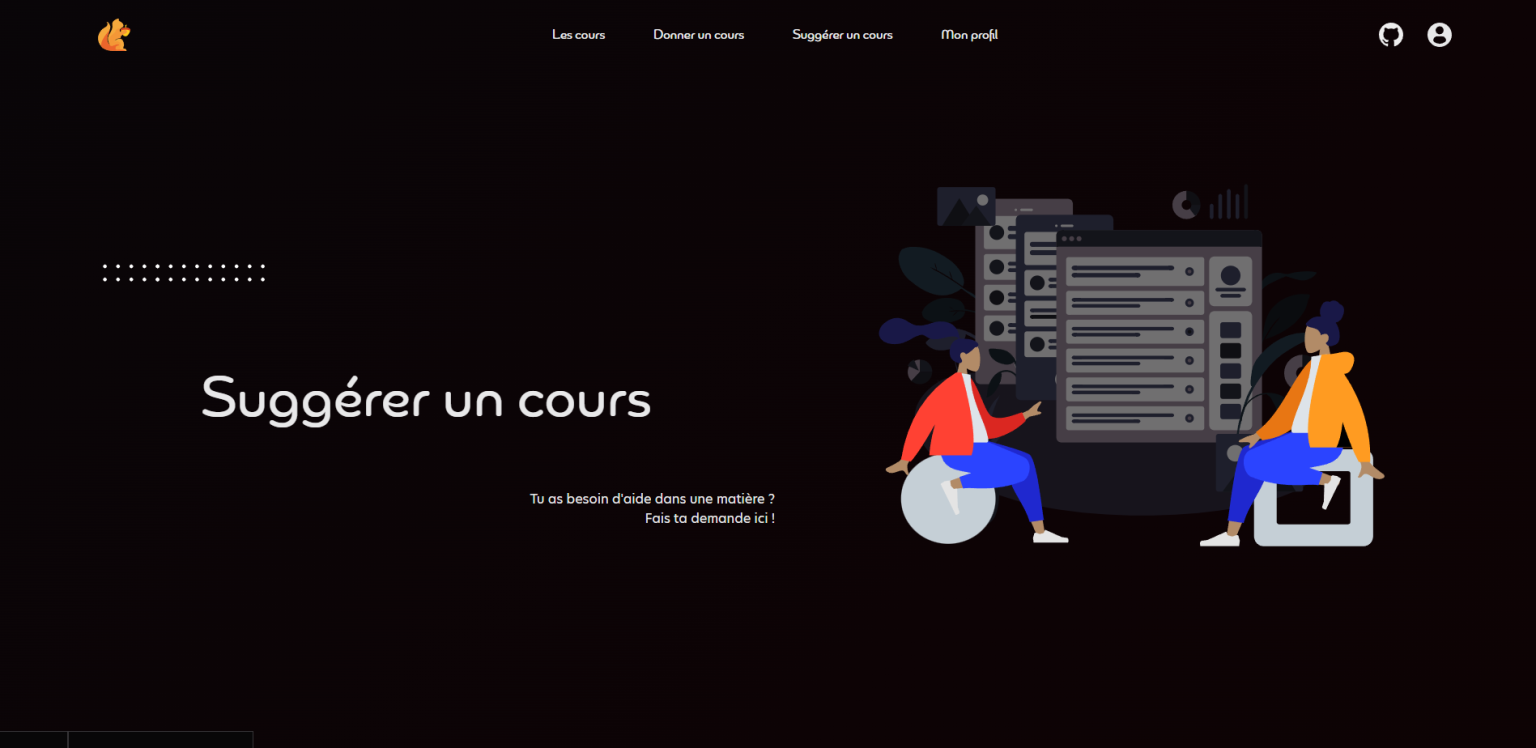 Les cours
Donner un cours
Suggérer un cours
Mon profil
Suggérer un cours
Tu as besoin d'aide dans une matière ?
Fais ta demande ici !